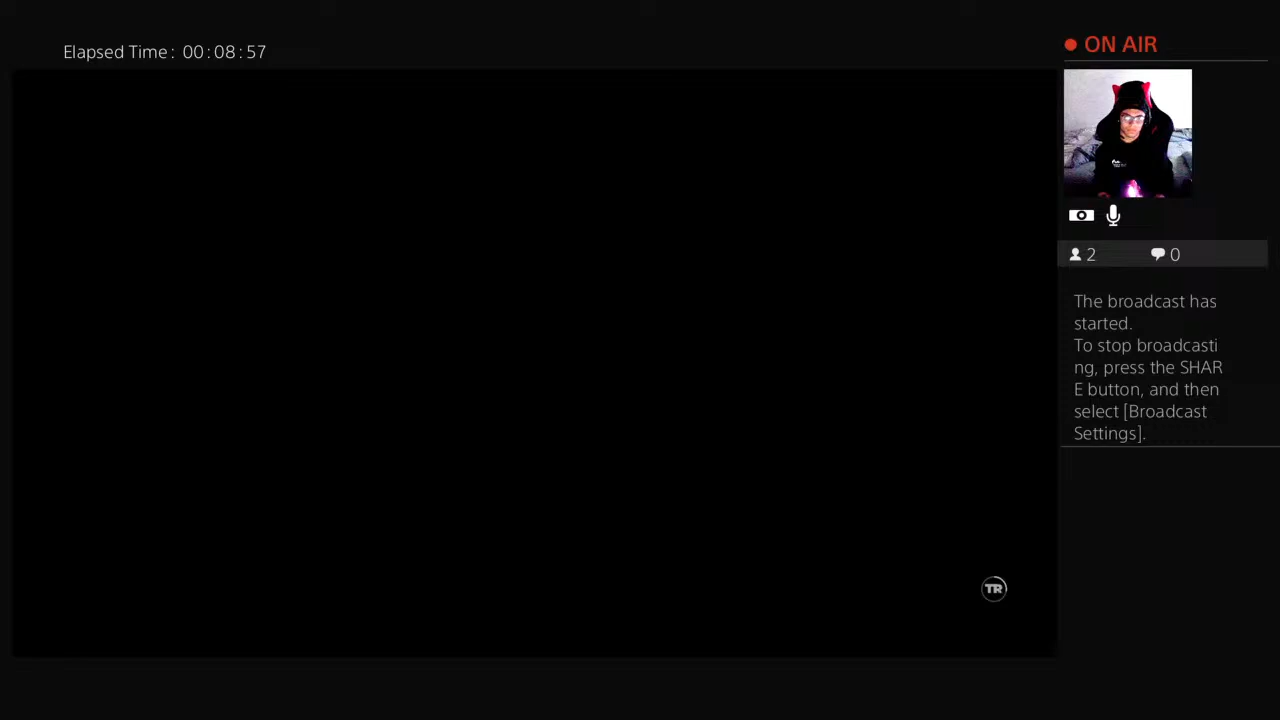 Elapsed Time: 00:08:57
ON AIR
2
0
The broadcast has
started.
To stop broadcasti
ng, press the SHAR
E button, and then
select [Broadcast
Settings].
TR